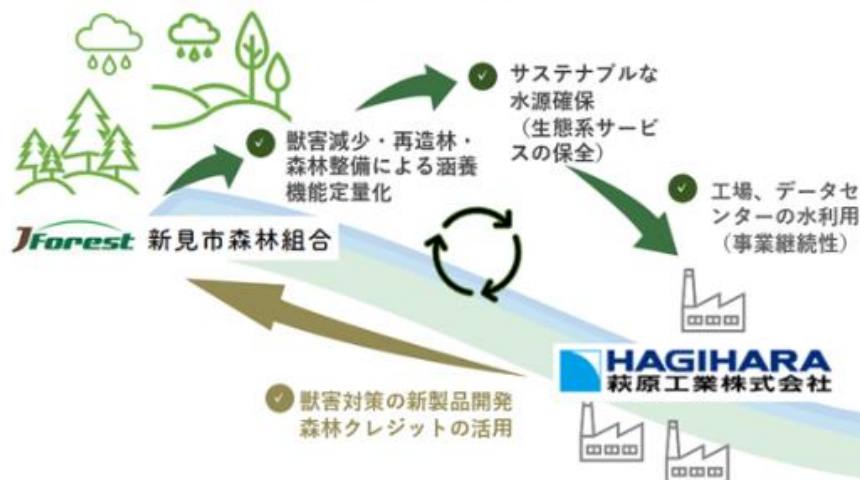 サステナブルな
水源確保
（生態系サービ
スの保全）
獣害減少・再造林・
森林整備による涵養
機能定量化
工場、データセ
ンターの水利用
（事業継続性）
JForest 新見市森林組合
HAGIHARA
萩原工業株式会社
獣害対策の新製品開発
森林クレジットの活用